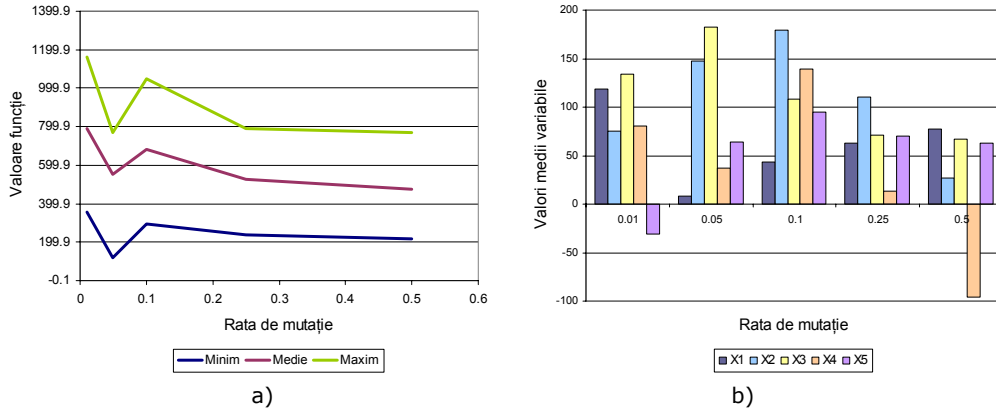 1399.9
1199.9
999.9
799.9
599.9
399.9
199.9
-0.1
Valoare funcție
0 0.1 0.2 0.3 0.4 0.5 0.6
Rata de mutație
Minim Medie Maxim
a)
200
150
100
50
0
-50
-100
Valori medii variabile
0.01 0.05 0.1 0.25 0.5
Rata de mutație
X1 X2 X3 X4 X5
b)